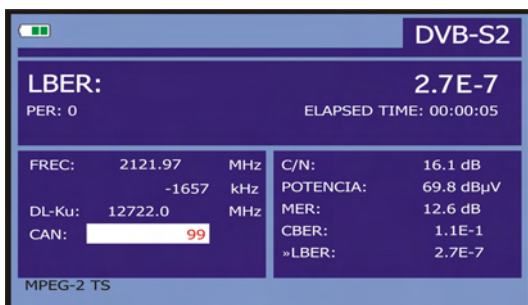 DVB-S2
LBER: 2.7E-7
PER: 0 ELAPSED TIME: 00:00:05
FREC: 2121.97 MHz
-1657 kHz
DL-Ku: 12722.0 MHz
CAN: 99
C/N: 16.1 dB
POTENCIA: 69.8 dBµV
MER: 12.6 dB
CBER: 1.1E-1
»LBER: 2.7E-7
MPEG-2 TS